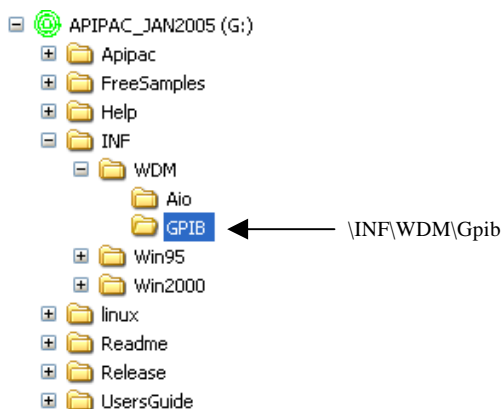 APIPAC_JAN2005 (G:)
Apipac
FreeSamples
Help
INF
WDM
Aio
GPIB
\INF\WDM\Gpib
Win95
Win2000
linux
Readme
Release
UsersGuide